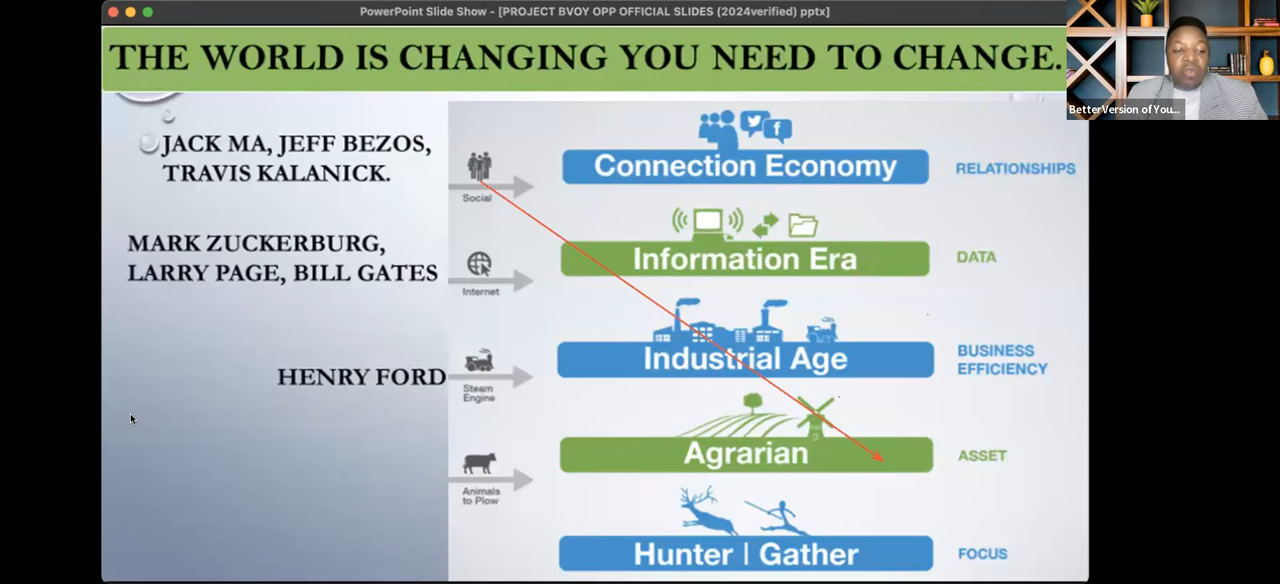 PowerPoint Slide Show - [PROJECT BVOY OPP OFFICIAL SLIDES (2024verified) pptx]
THE WORLD IS CHANGING YOU NEED TO CHANGE.
BetterVersion of You...
JACK MA, JEFF BEZOS,
TRAVIS KALANICK.
Social
Connection Economy
RELATIONSHIPS
MARK ZUCKERBURG,
LARRY PAGE, BILL GATES
Internet
Information Era
DATA
HENRY FORD
Steam
Engine
Industrial Age
BUSINESS
EFFICIENCY
Animals
to Plow
Agrarian
ASSET
Hunter | Gather
FOCUS